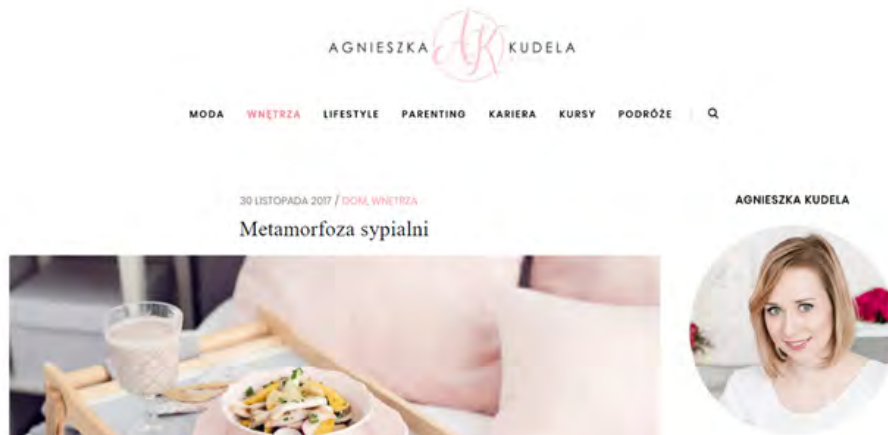 AGNIESZKA AK KUDELA
MODA WNĘTRZA LIFESTYLE PARENTING KARIERA KURSY PODRÓŻE
30 LISTOPADA 2017 / DOM, WNĘTRZA
Metamorfoza sypialni
AGNIESZKA KUDELA